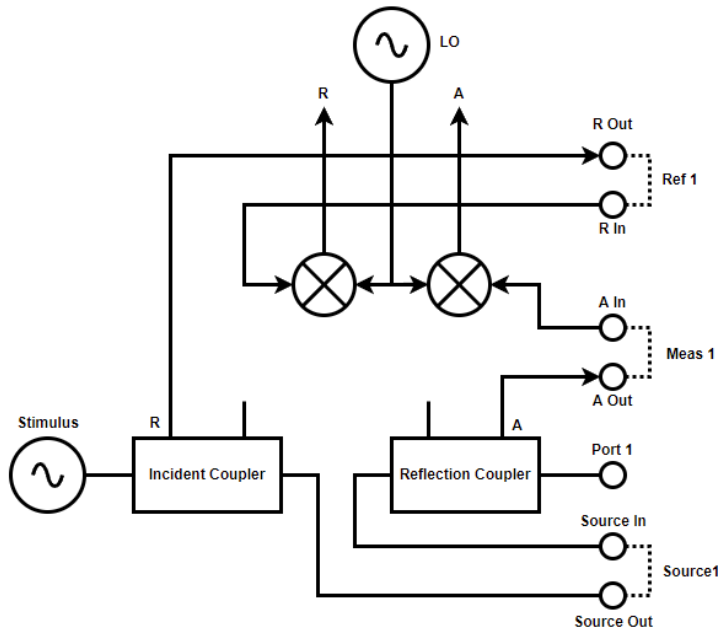 LO
R
A
R Out
Ref 1
R In
A In
Meas 1
A Out
Stimulus
R
A
Port 1
Incident Coupler
Reflection Coupler
Source In
Source1
Source Out